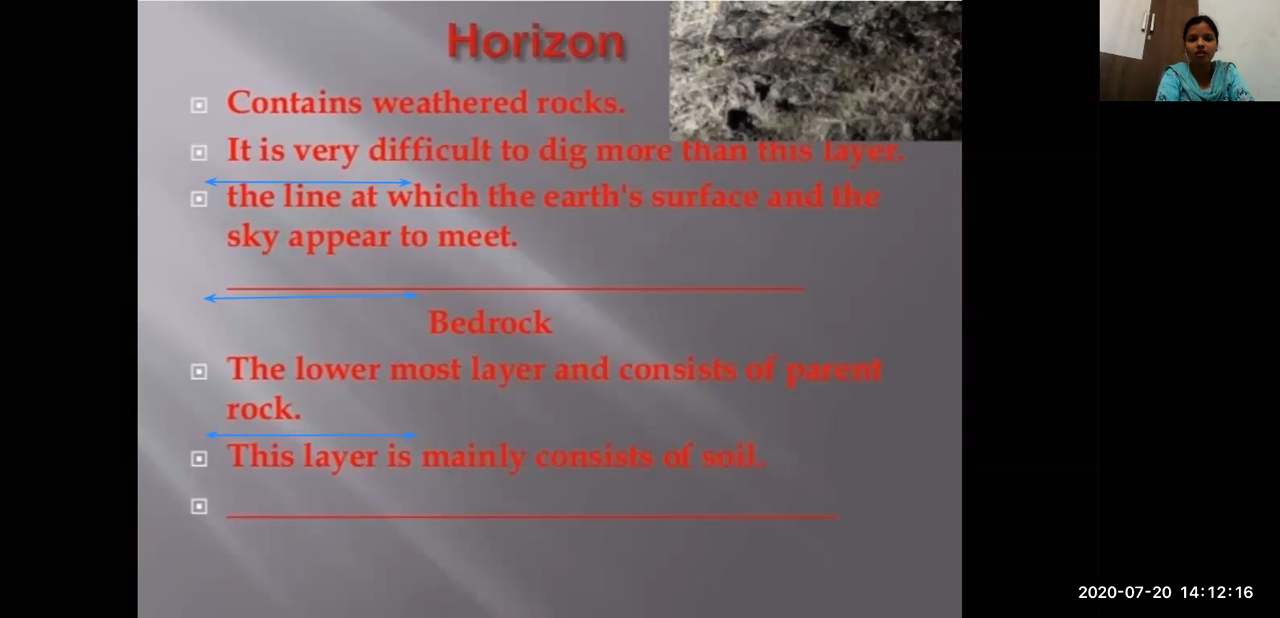 Horizon
Contains weathered rocks.
It is very difficult to dig more than this layer.
the line at which the earth's surface and the
sky appear to meet.
Bedrock
The lower most layer and consists of parent
rock.
This layer is mainly consists of soil.
2020-07-20 14:12:16